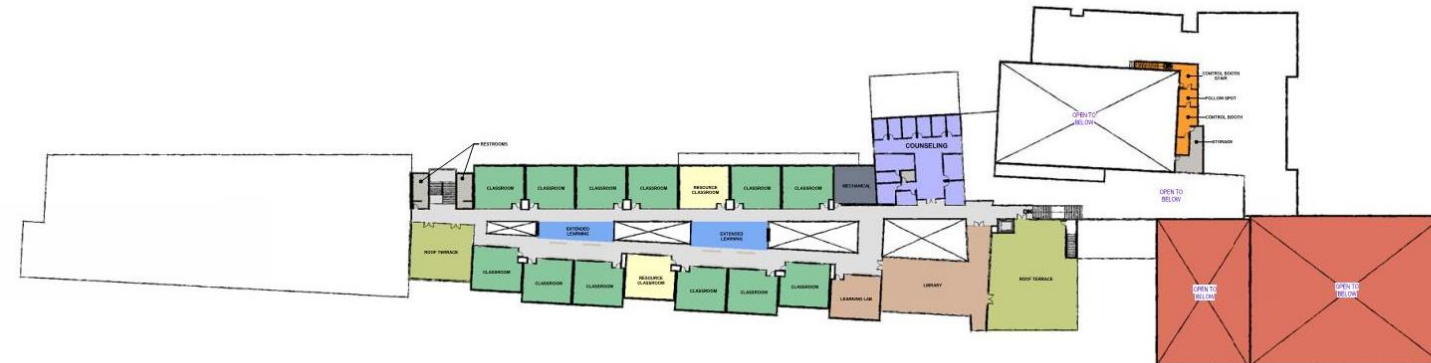 CONTROL BOOTH
STAIR
FOLLOW SPOT
CONTROL BOOTH
STORAGE
OPEN TO
BELOW
COUNSELING
RESTROOMS
CLASSROOM
CLASSROOM
CLASSROOM
CLASSROOM
RESOURCE
CLASSROOM
CLASSROOM
CLASSROOM
MECHANICAL
OPEN TO
BELOW
EXTENDED
LEARNING
EXTENDED
LEARNING
ROOF TERRACE
CLASSROOM
CLASSROOM
CLASSROOM
RESOURCE
CLASSROOM
CLASSROOM
CLASSROOM
CLASSROOM
LEARNING LAB
LIBRARY
ROOF TERRACE
OPEN TO
BELOW
OPEN TO
BELOW